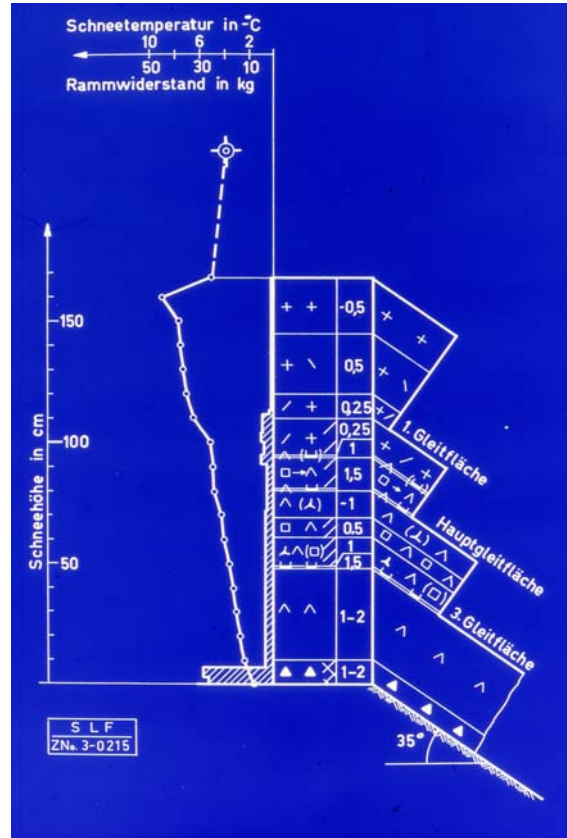 Schneetemperatur in -°C
10 6 2
50 30 10
Rammwiderstand in kg
Schneehöhe in cm
150
100
50
-0,5
0,5
0,25
0,25
1
1,5
-1
0,5
1
1,5
1-2
1-2
1. Gleitfläche
Hauptgleitfläche
3. Gleitfläche
35°
S L F
ZNo. 3-0215